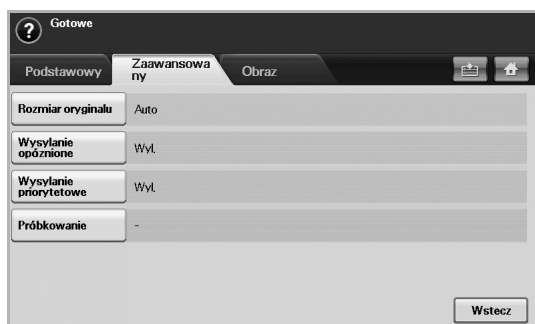 Gotowe
Podstawowy
Zaawansowa
ny
Obraz
Rozmiar oryginału
Auto
Wysyłanie
opóźnione
Wył.
Wysyłanie
priorytetowe
Wył.
Próbkowanie
-
Wstecz